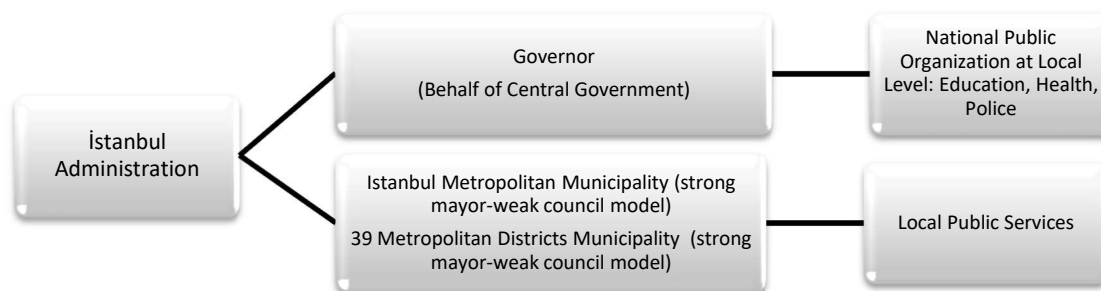 İstanbul
Administration
Governor
(Behalf of Central Government)
National Public
Organization at Local
Level: Education, Health,
Police
Istanbul Metropolitan Municipality (strong
mayor-weak council model)
39 Metropolitan Districts Municipality (strong
mayor-weak council model)
Local Public Services